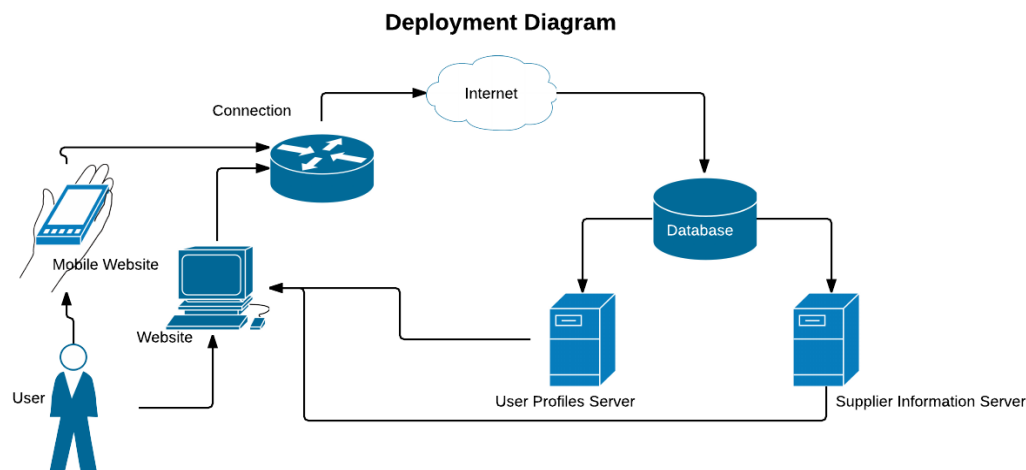 Deployment Diagram
Internet
Connection
Database
Mobile Website
Website
User
User Profiles Server
Supplier Information Server